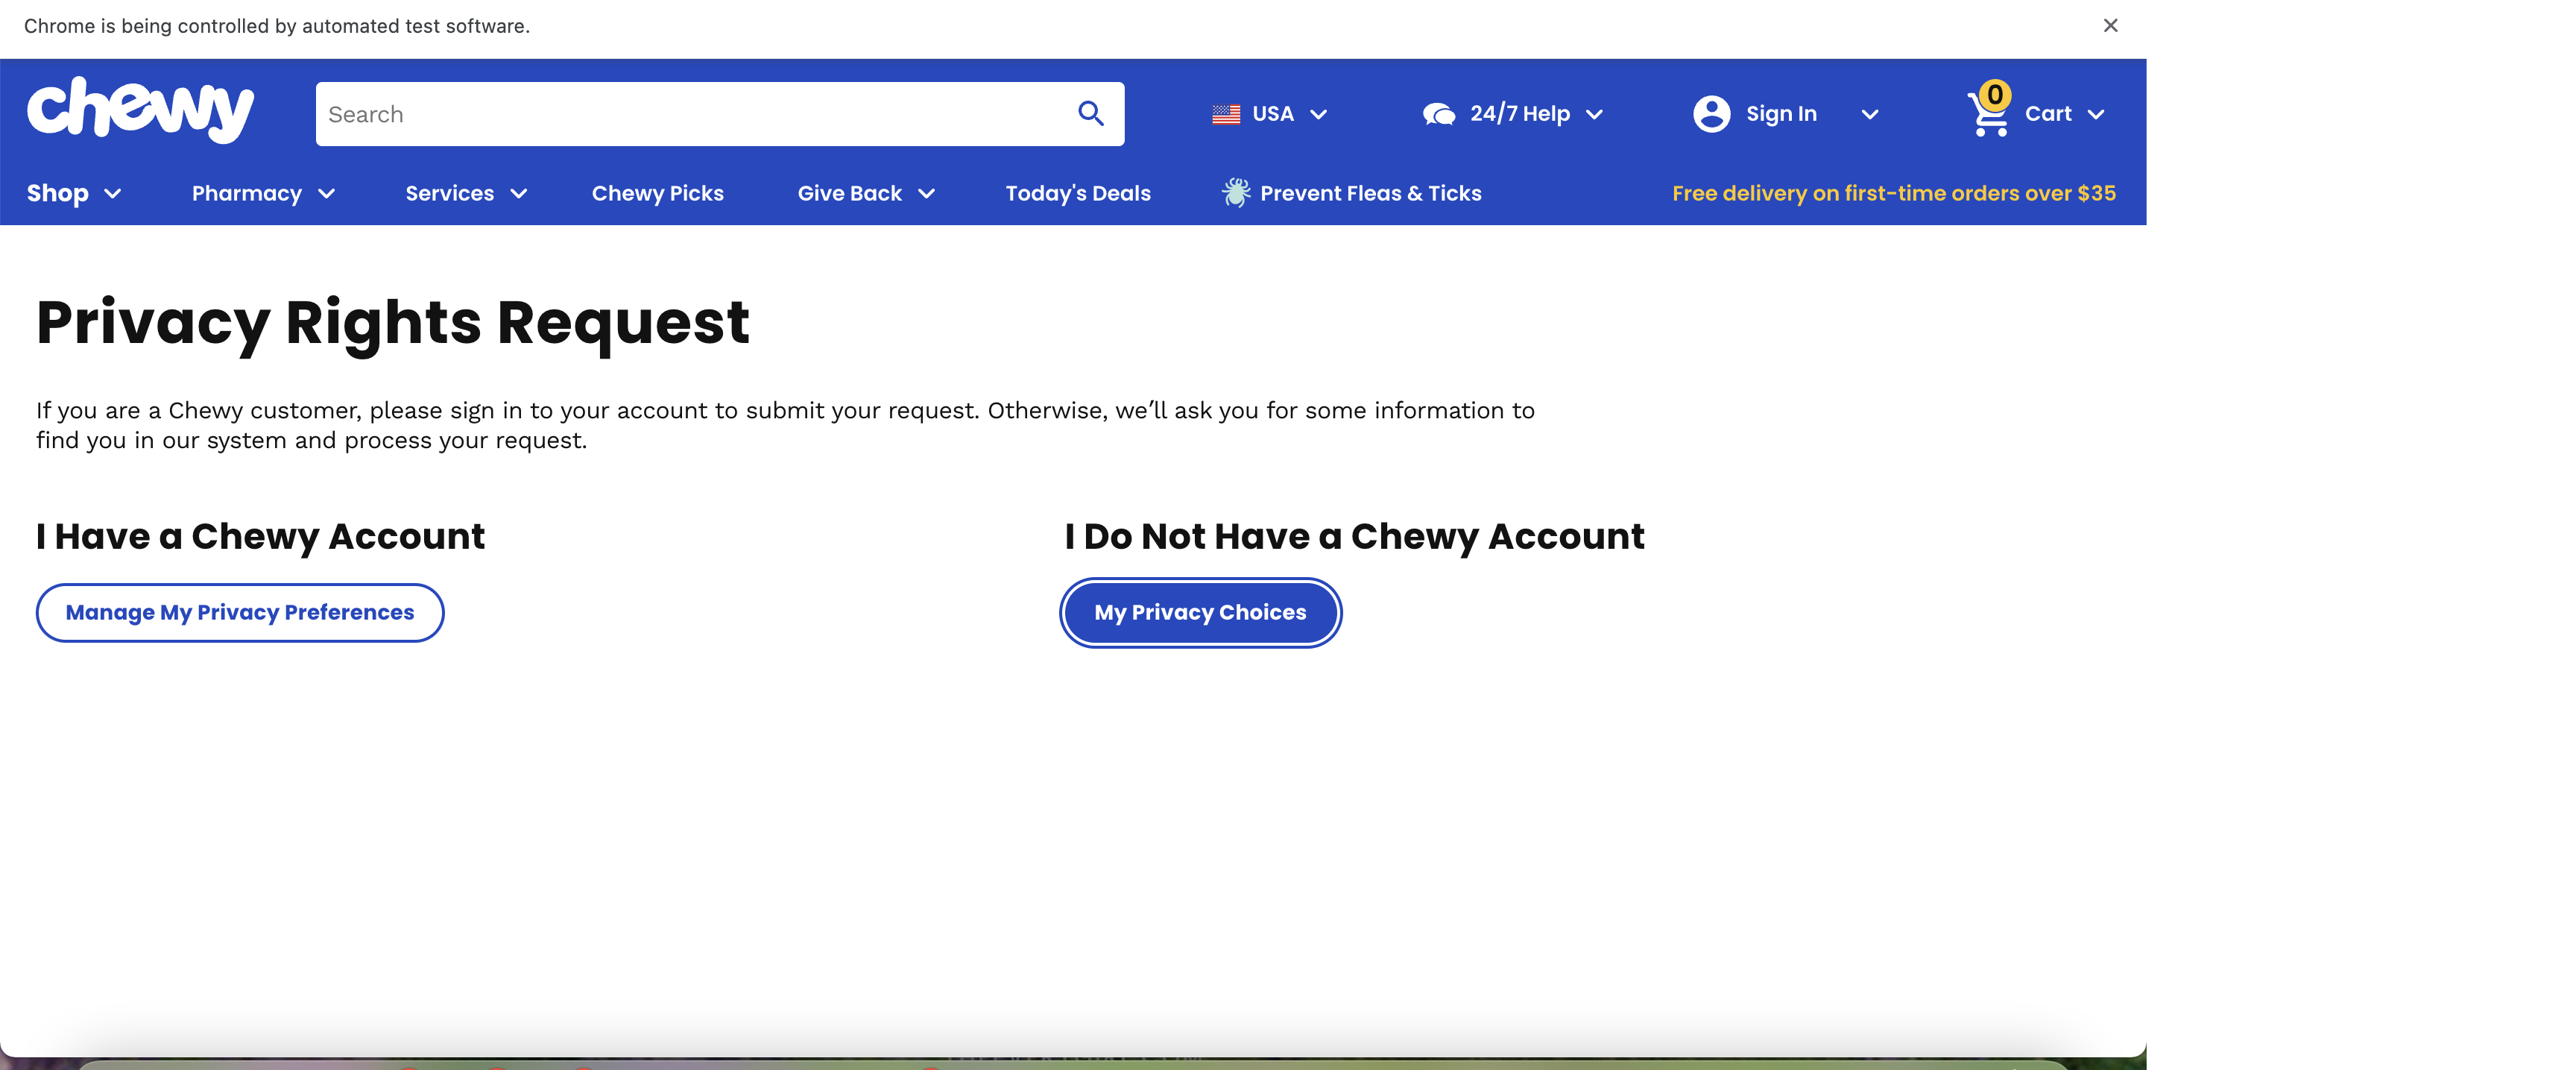 Chrome is being controlled by automated test software.
chewy
Search
USA
24/7 Help
Sign In
0
Cart
Shop
Pharmacy
Services
Chewy Picks
Give Back
Today's Deals
Prevent Fleas & Ticks
Free delivery on first-time orders over $35
Privacy Rights Request
If you are a Chewy customer, please sign in to your account to submit your request. Otherwise, we’ll ask you for some information to
find you in our system and process your request.
I Have a Chewy Account
I Do Not Have a Chewy Account
Manage My Privacy Preferences
My Privacy Choices